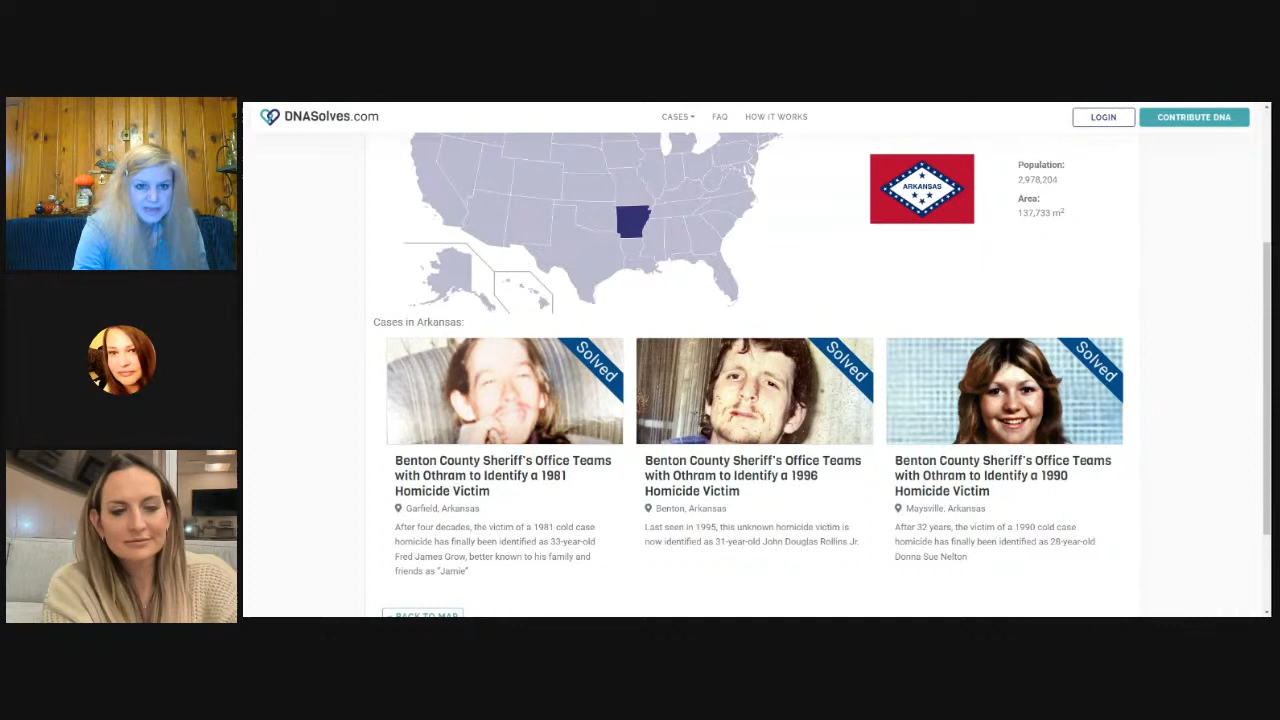 DNASolves.com
CASES
FAQ
HOW IT WORKS
LOGIN
CONTRIBUTE DNA
ARKANSAS
Population:
2,978,204
Area:
137,733 m²
Cases in Arkansas:
Solved
Benton County Sheriff's Office Teams
with Othram to Identify a 1981
Homicide Victim
Garfield, Arkansas
After four decades, the victim of a 1981 cold case
homicide has finally been identified as 33-year-old
Fred James Grow, better known to his family and
friends as "Jamie"
Solved
Benton County Sheriff's Office Teams
with Othram to Identify a 1996
Homicide Victim
Benton, Arkansas
Last seen in 1995, this unknown homicide victim is
now identified as 31-year-old John Douglas Rollins Jr.
Solved
Benton County Sheriff's Office Teams
with Othram to Identify a 1990
Homicide Victim
Maysville, Arkansas
After 32 years, the victim of a 1990 cold case
homicide has finally been identified as 28-year-old
Donna Sue Nelton
BACK TO MAP